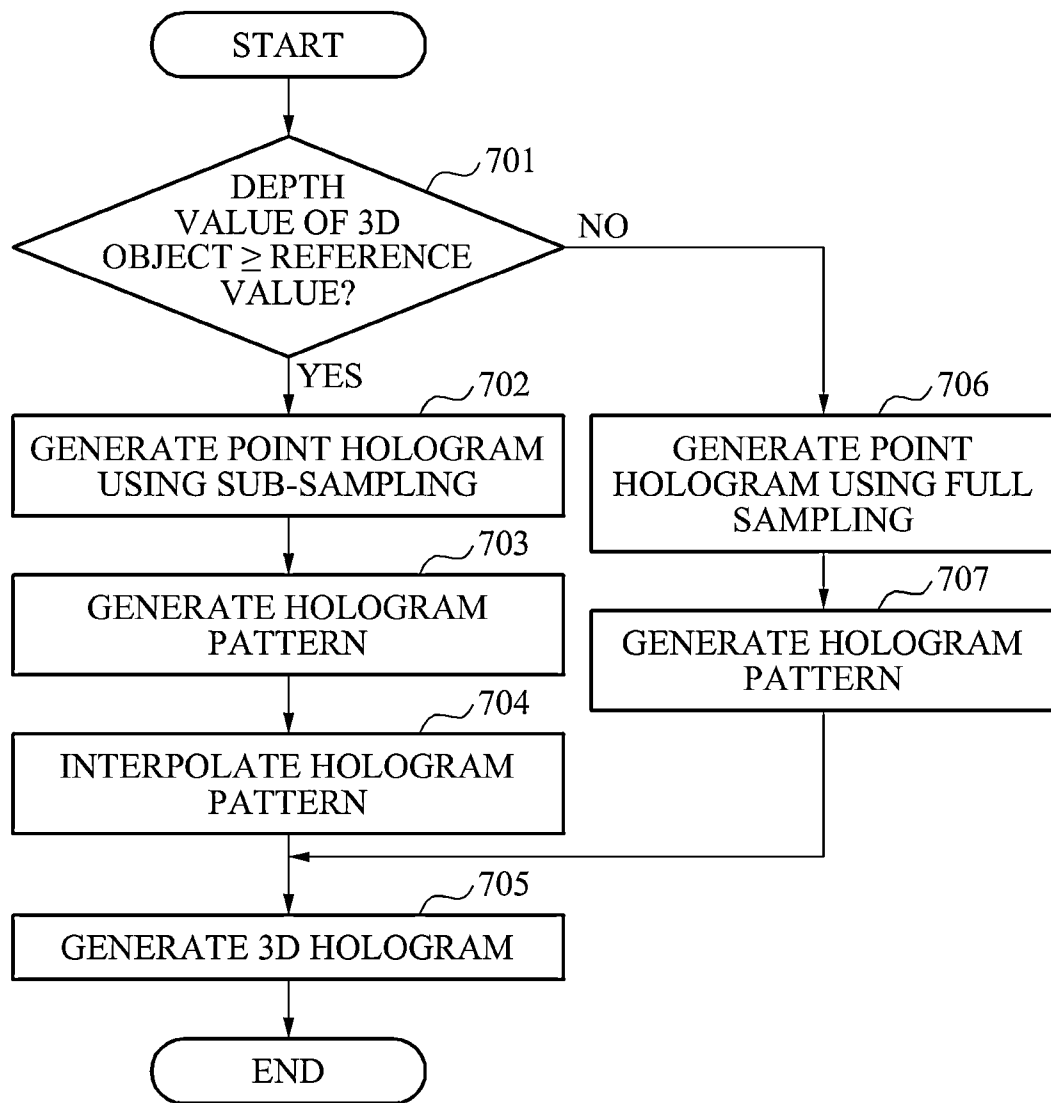 START
701
DEPTH
VALUE OF 3D
OBJECT ≥ REFERENCE
VALUE?
NO
YES
702
GENERATE POINT HOLOGRAM
USING SUB-SAMPLING
703
GENERATE HOLOGRAM
PATTERN
704
INTERPOLATE HOLOGRAM
PATTERN
706
GENERATE POINT
HOLOGRAM USING FULL
SAMPLING
707
GENERATE HOLOGRAM
PATTERN
705
GENERATE 3D HOLOGRAM
END